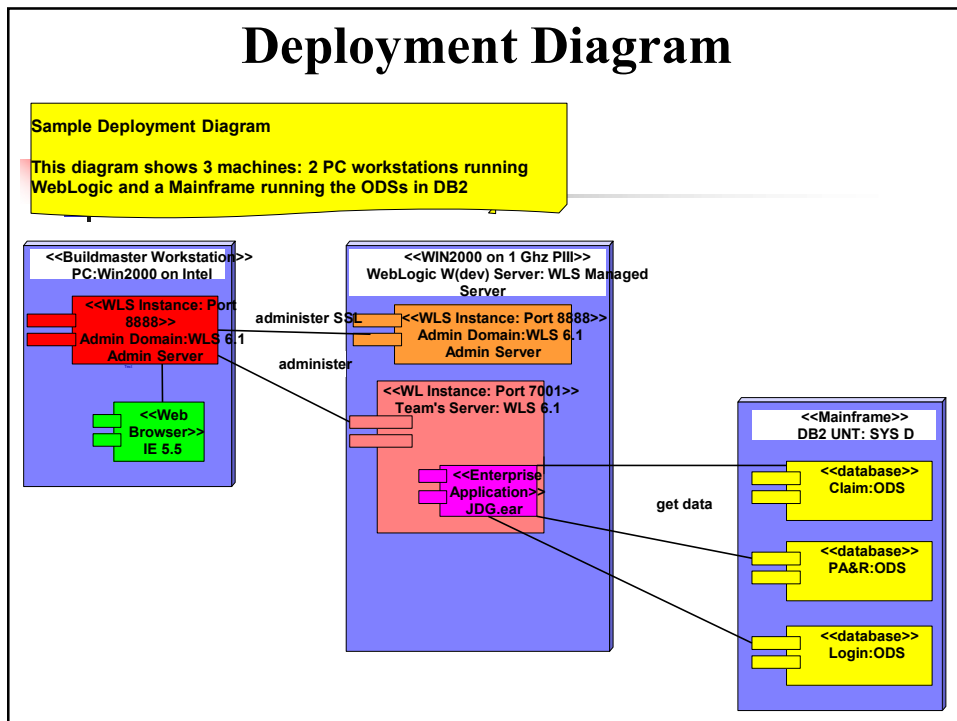 Deployment Diagram
Sample Deployment Diagram
This diagram shows 3 machines: 2 PC workstations running
WebLogic and a Mainframe running the ODSs in DB2
<<Buildmaster Workstation>>
PC:Win2000 on Intel
<<WLS Instance: Port
8888>>
Admin Domain:WLS 6.1
Admin Server
<<Web
Browser>>
IE 5.5
administer SSL
administer
<<WIN2000 on 1 Ghz PIII>>
WebLogic W(dev) Server: WLS Managed
Server
<<WLS Instance: Port 8888>>
Admin Domain:WLS 6.1
Admin Server
<<WL Instance: Port 7001>>
Team's Server: WLS 6.1
<<Enterprise
Application>>
JDG.ear
get data
<<Mainframe>>
DB2 UNT: SYS D
<<database>>
Claim:ODS
<<database>>
PA&R:ODS
<<database>>
Login:ODS